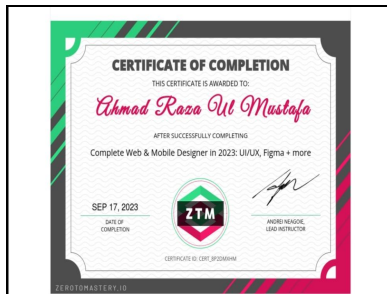 CERTIFICATE OF COMPLETION
THIS CERTIFICATE IS AWARDED TO:
Ahmad Raza Ul Mustafa
AFTER SUCCESSFULLY COMPLETING
Complete Web & Mobile Designer in 2023: UI/UX, Figma + more
SEP 17, 2023
DATE OF
COMPLETION
ZTM
ANDREI NEAGOIE,
LEAD INSTRUCTOR
CERTIFICATE ID:
ZEROTOMASTERY.IO